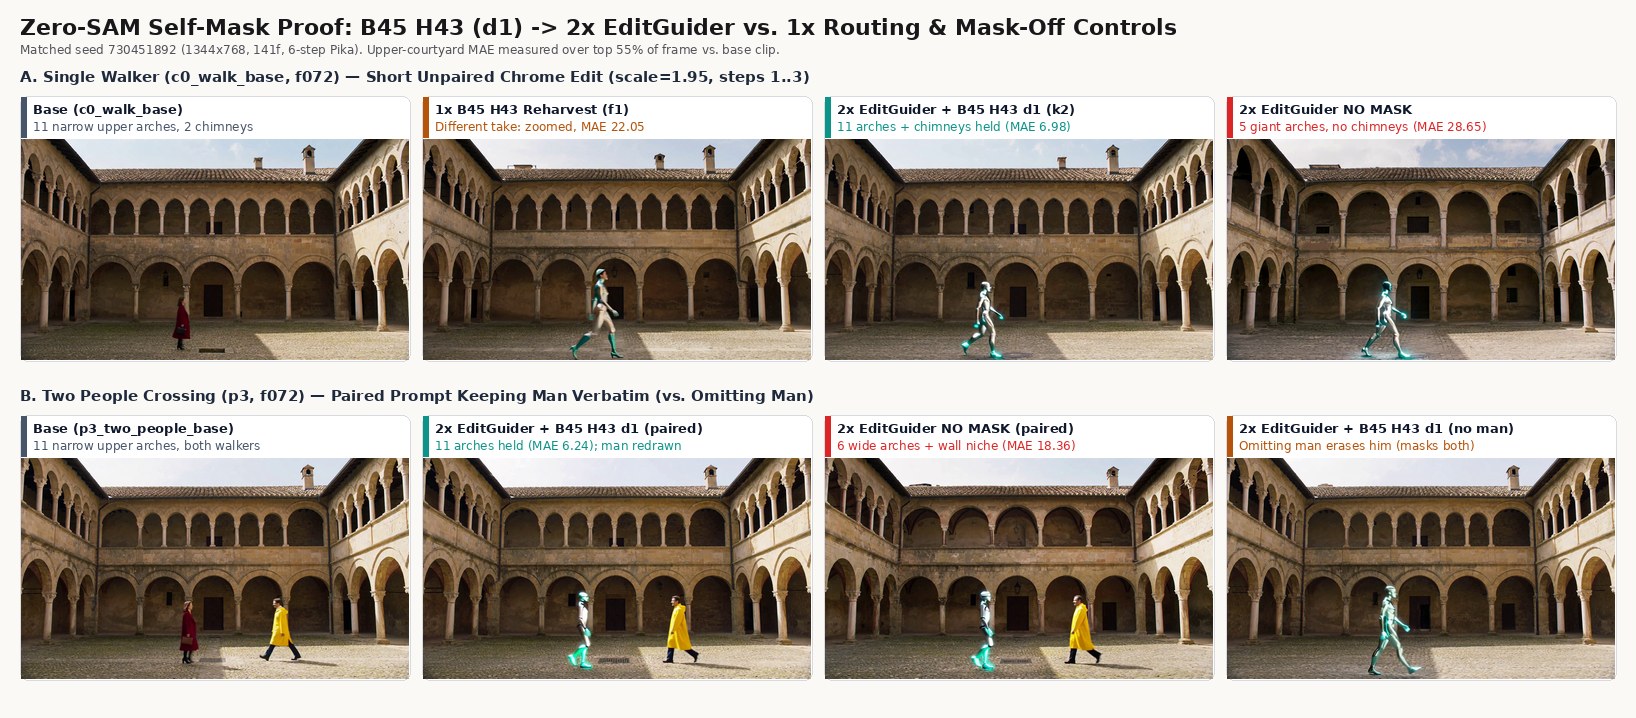 Zero-SAM Self-Mask Proof: B45 H43 (d1) -> 2x EditGuider vs. 1x Routing & Mask-Off Controls
Matched seed 730451892 (1344x768, 141f, 6-step Pika). Upper-courtyard MAE measured over top 55% of frame vs. base clip.
A. Single Walker (c0_walk_base, f072) — Short Unpaired Chrome Edit (scale=1.95, steps 1..3)
Base (c0_walk_base)
11 narrow upper arches, 2 chimneys
1x B45 H43 Reharvest (f1)
Different take: zoomed, MAE 22.05
2x EditGuider + B45 H43 d1 (k2)
11 arches + chimneys held (MAE 6.98)
2x EditGuider NO MASK
5 giant arches, no chimneys (MAE 28.65)
B. Two People Crossing (p3, f072) — Paired Prompt Keeping Man Verbatim (vs. Omitting Man)
Base (p3_two_people_base)
11 narrow upper arches, both walkers
2x EditGuider + B45 H43 d1 (paired)
11 arches held (MAE 6.24); man redrawn
2x EditGuider NO MASK (paired)
6 wide arches + wall niche (MAE 18.36)
2x EditGuider + B45 H43 d1 (no man)
Omitting man erases him (masks both)